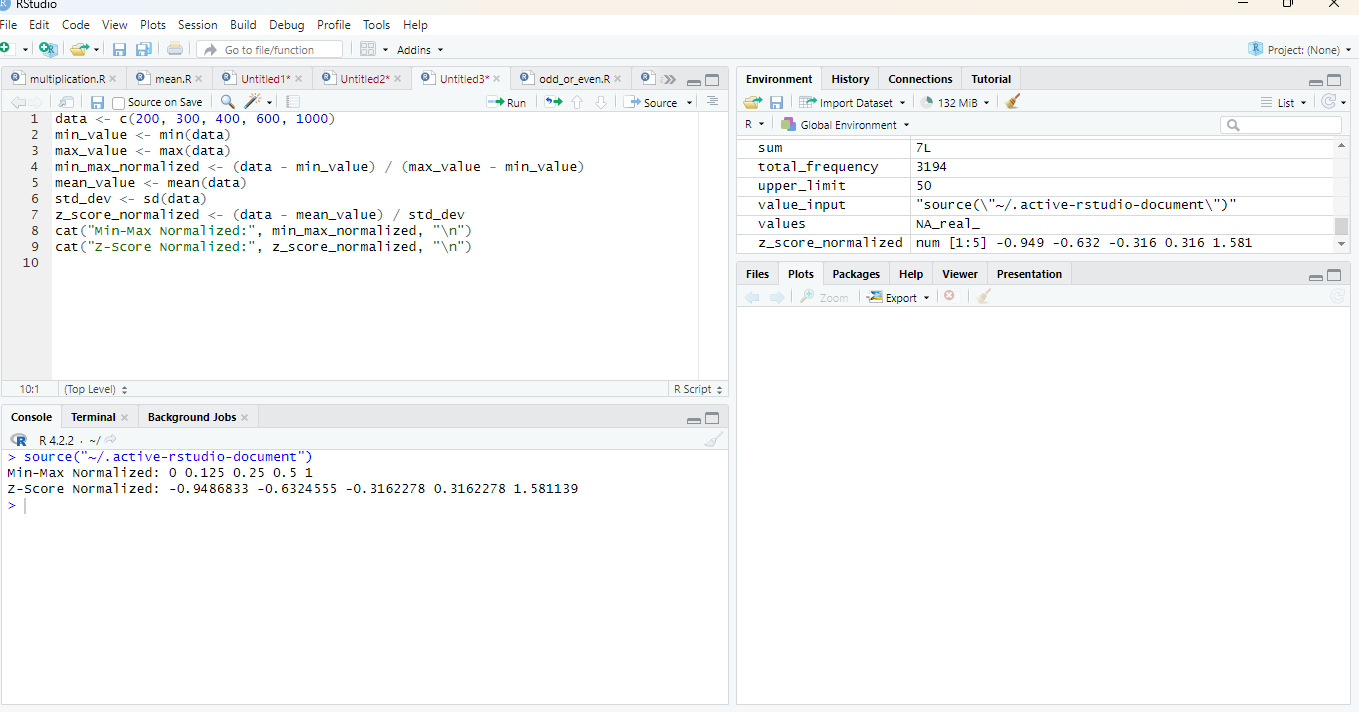 RStudio
File Edit Code View Plots Session Build Debug Profile Tools Help
Go to file/function Addins Project: (None)
multiplication.R mean.R Untitled1* Untitled2* Untitled3* odd_or_even.R
Source on Save Run Source
1 data <- c(200, 300, 400, 600, 1000)
2 min_value <- min(data)
3 max_value <- max(data)
4 min_max_normalized <- (data - min_value) / (max_value - min_value)
5 mean_value <- mean(data)
6 std_dev <- sd(data)
7 z_score_normalized <- (data - mean_value) / std_dev
8 cat("Min-Max Normalized:", min_max_normalized, "\n")
9 cat("Z-Score Normalized:", z_score_normalized, "\n")
10
10:1 (Top Level) R Script
Console Terminal Background Jobs
R 4.2.2 · ~/
> source("~/.active-rstudio-document")
Min-Max Normalized: 0 0.125 0.25 0.5 1
Z-Score Normalized: -0.9486833 -0.6324555 -0.3162278 0.3162278 1.581139
>
Environment History Connections Tutorial
Import Dataset 132 MiB List
R Global Environment
sum 7L
total_frequency 3194
upper_limit 50
value_input "source(\"~/.active-rstudio-document\")"
values NA_real_
z_score_normalized num [1:5] -0.949 -0.632 -0.316 0.316 1.581
Files Plots Packages Help Viewer Presentation
Zoom Export